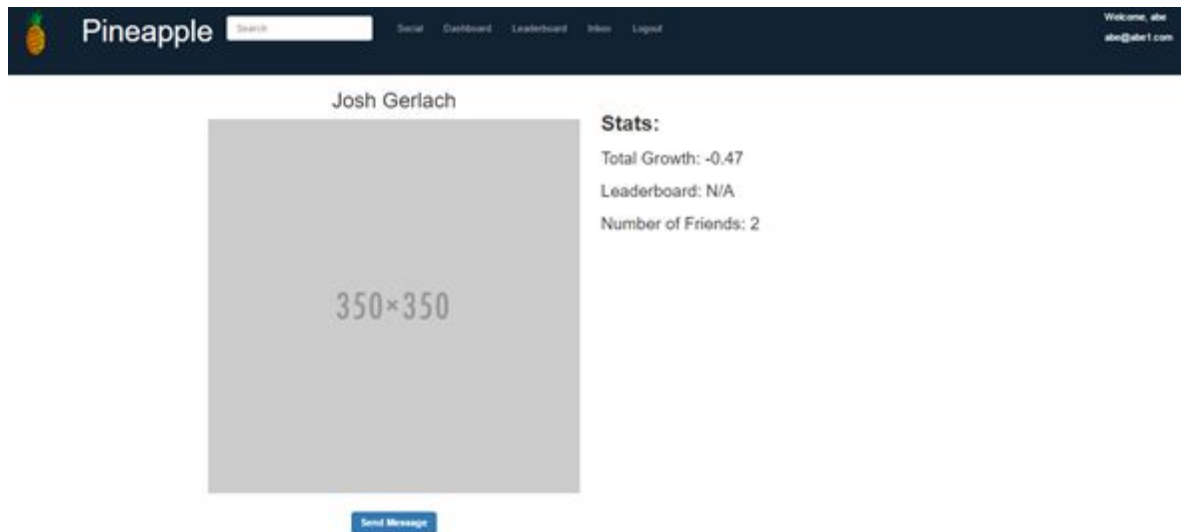 Pineapple
Search
Social Dashboard Leaderboard Inbox Logout
Welcome, abe
abe@abe1.com
Josh Gerlach
350×350
Send Message
Stats:
Total Growth: -0.47
Leaderboard: N/A
Number of Friends: 2